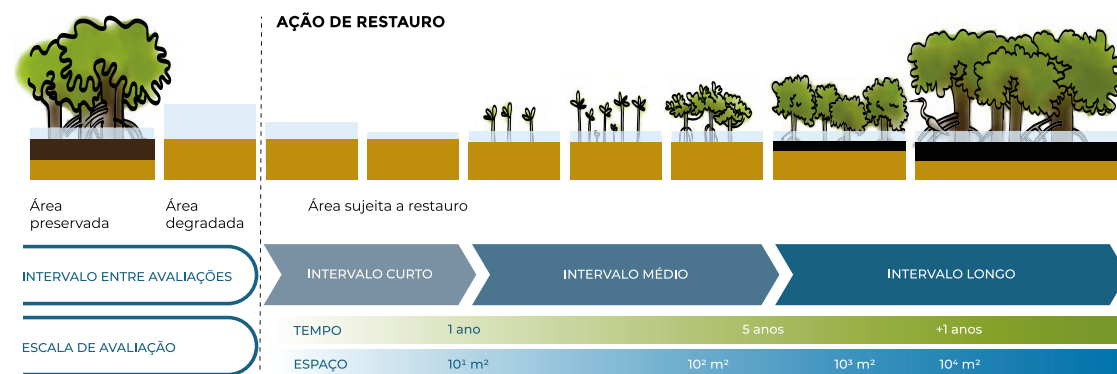 AÇÃO DE RESTAURO
Área
preservada
Área
degradada
Área sujeita a restauro
INTERVALO ENTRE AVALIAÇÕES
INTERVALO CURTO
INTERVALO MÉDIO
INTERVALO LONGO
ESCALA DE AVALIAÇÃO
TEMPO 1 ano 5 anos +1 anos
ESPAÇO 10¹ m² 10² m² 10³ m² 10⁴ m²